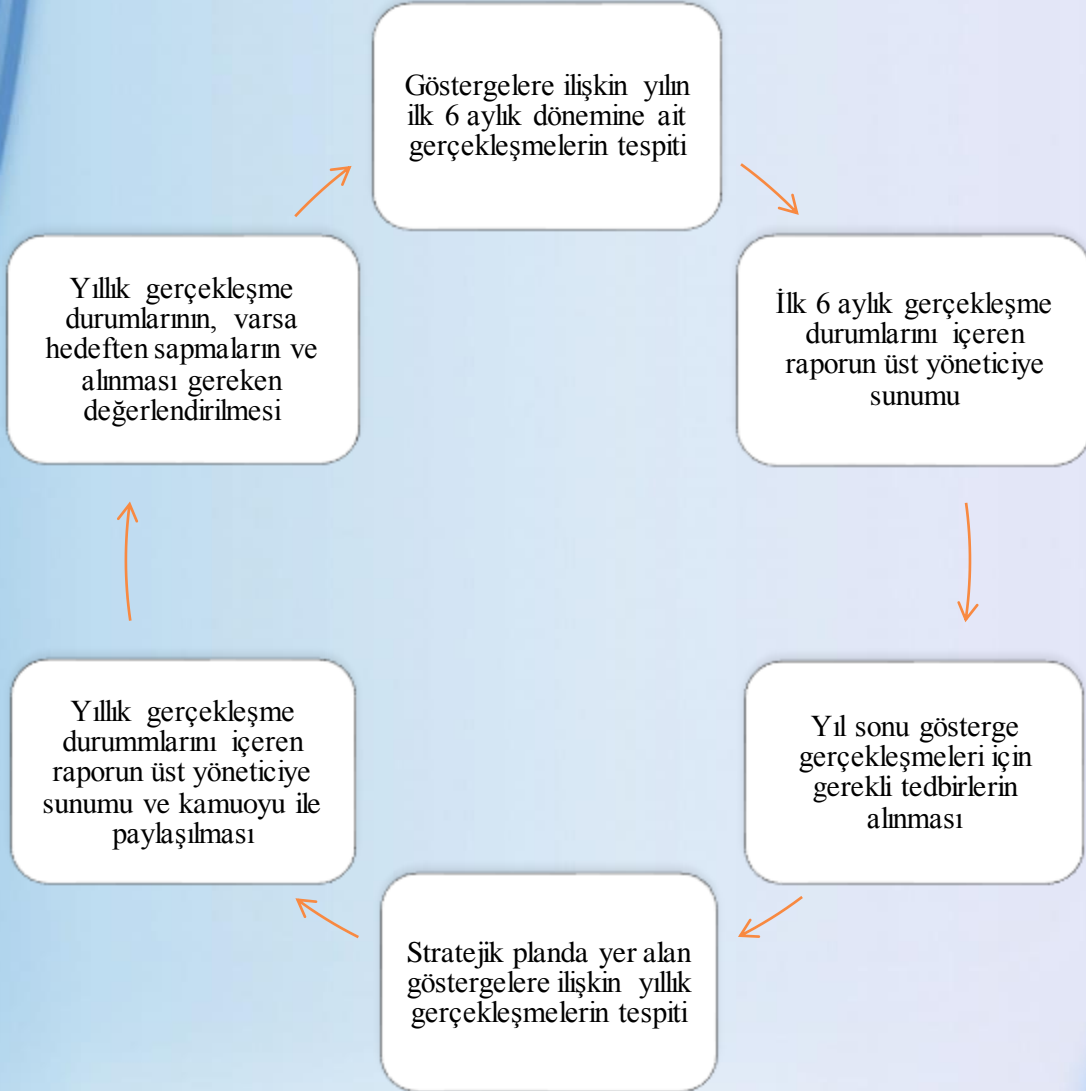 Göstergelere ilişkin yılın
ilk 6 aylık dönemine ait
gerçekleşmelerin tespiti
İlk 6 aylık gerçekleşme
durumlarını içeren
raporun üst yöneticiye
sunumu
Yıl sonu gösterge
gerçekleşmeleri için
gerekli tedbirlerin
alınması
Stratejik planda yer alan
göstergelere ilişkin yıllık
gerçekleşmelerin tespiti
Yıllık gerçekleşme
durummlarını içeren
raporun üst yöneticiye
sunumu ve kamuoyu ile
paylaşılması
Yıllık gerçekleşme
durumlarının, varsa
hedeften sapmaların ve
alınması gereken
değerlendirilmesi